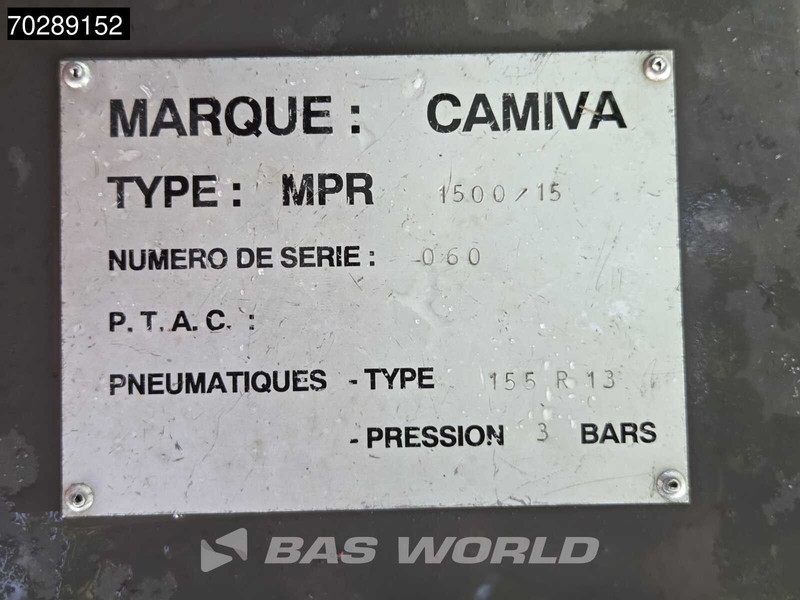 70289152
MARQUE : CAMIVA
TYPE : MPR 1500/15
NUMERO DE SERIE : 060
P.T.A.C. :
PNEUMATIQUES - TYPE 155 R 13
- PRESSION 3 BARS
BAS WORLD